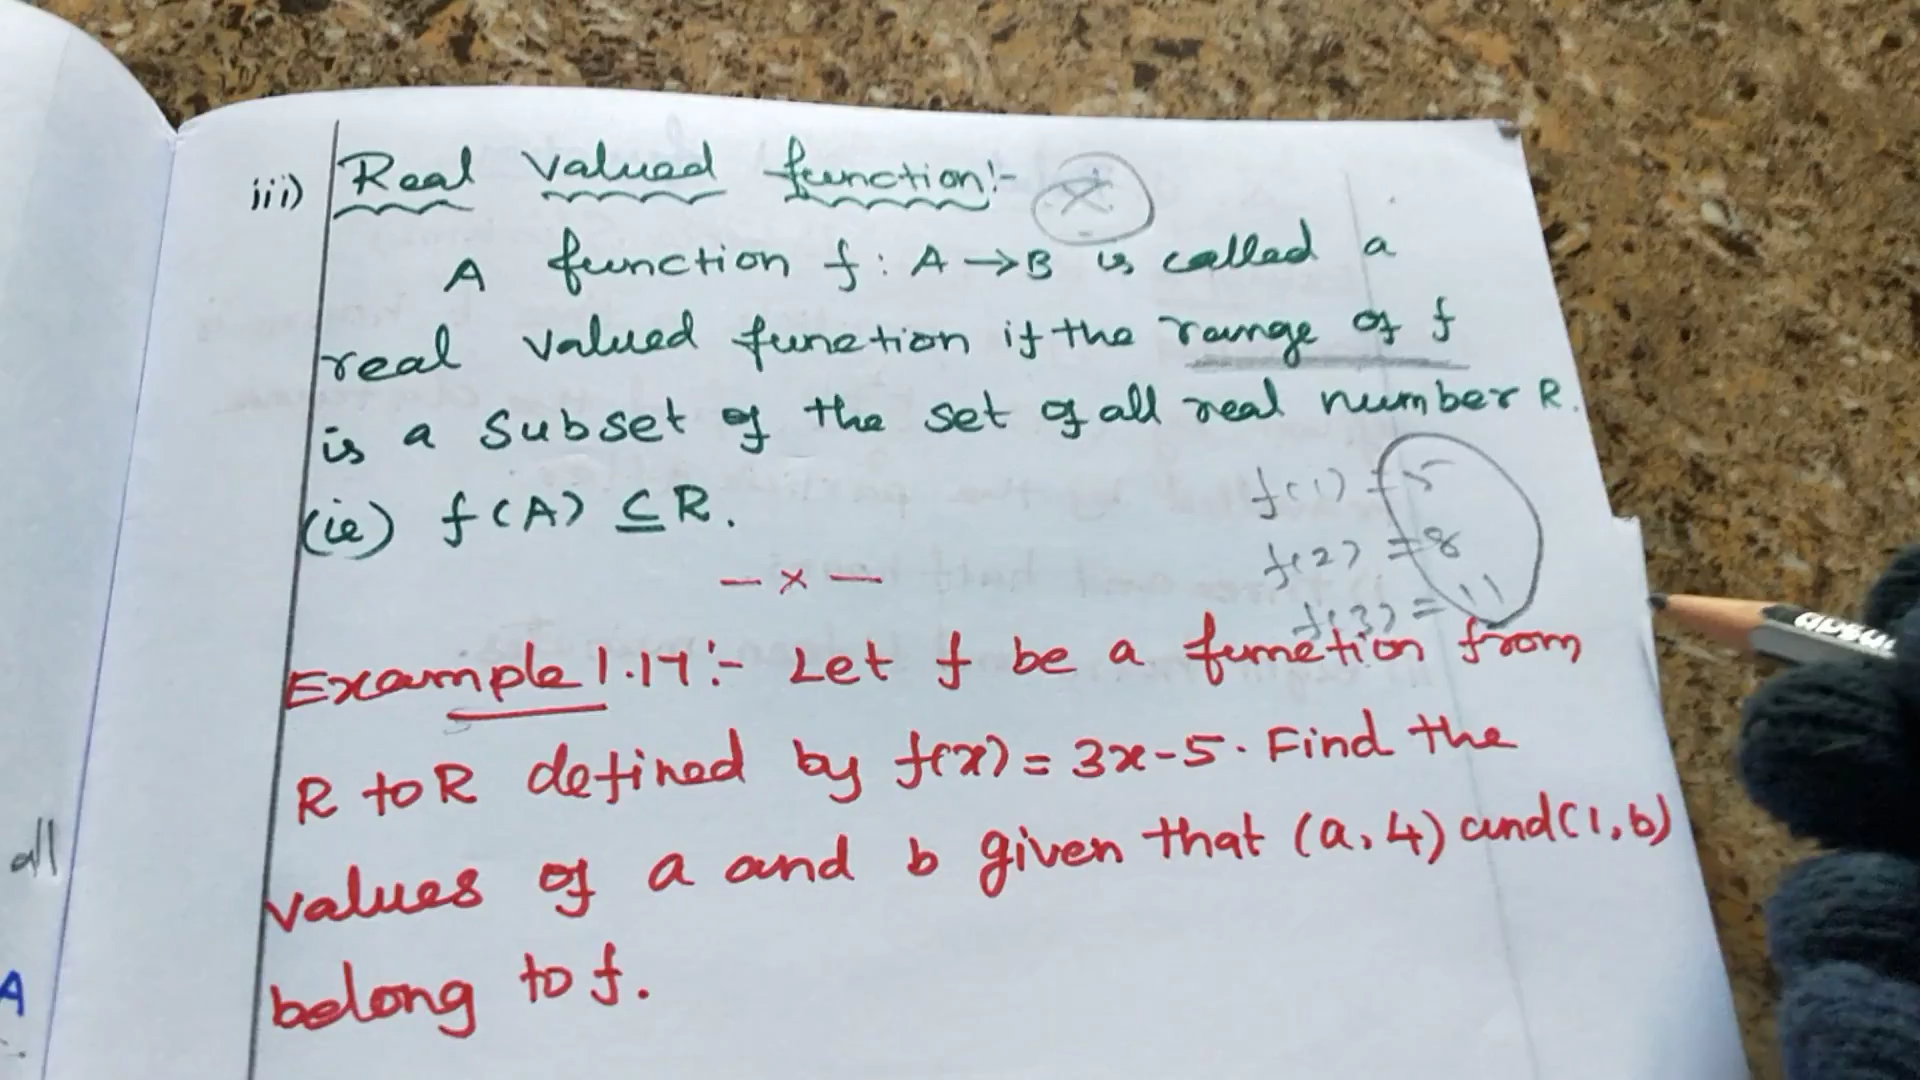 iii) Real valued function:-
A function f : A → B is called a
real valued function if the range of f
is a subset of the set of all real number R.
(ie) f(A) ⊆ R.
f(1) = 5
f(2) = 8
f(3) = 11
— x —
Example 1.17:- Let f be a function from
R to R defined by f(x) = 3x-5. Find the
values of a and b given that (a, 4) and (1, b)
belong to f.
all
A
apsara